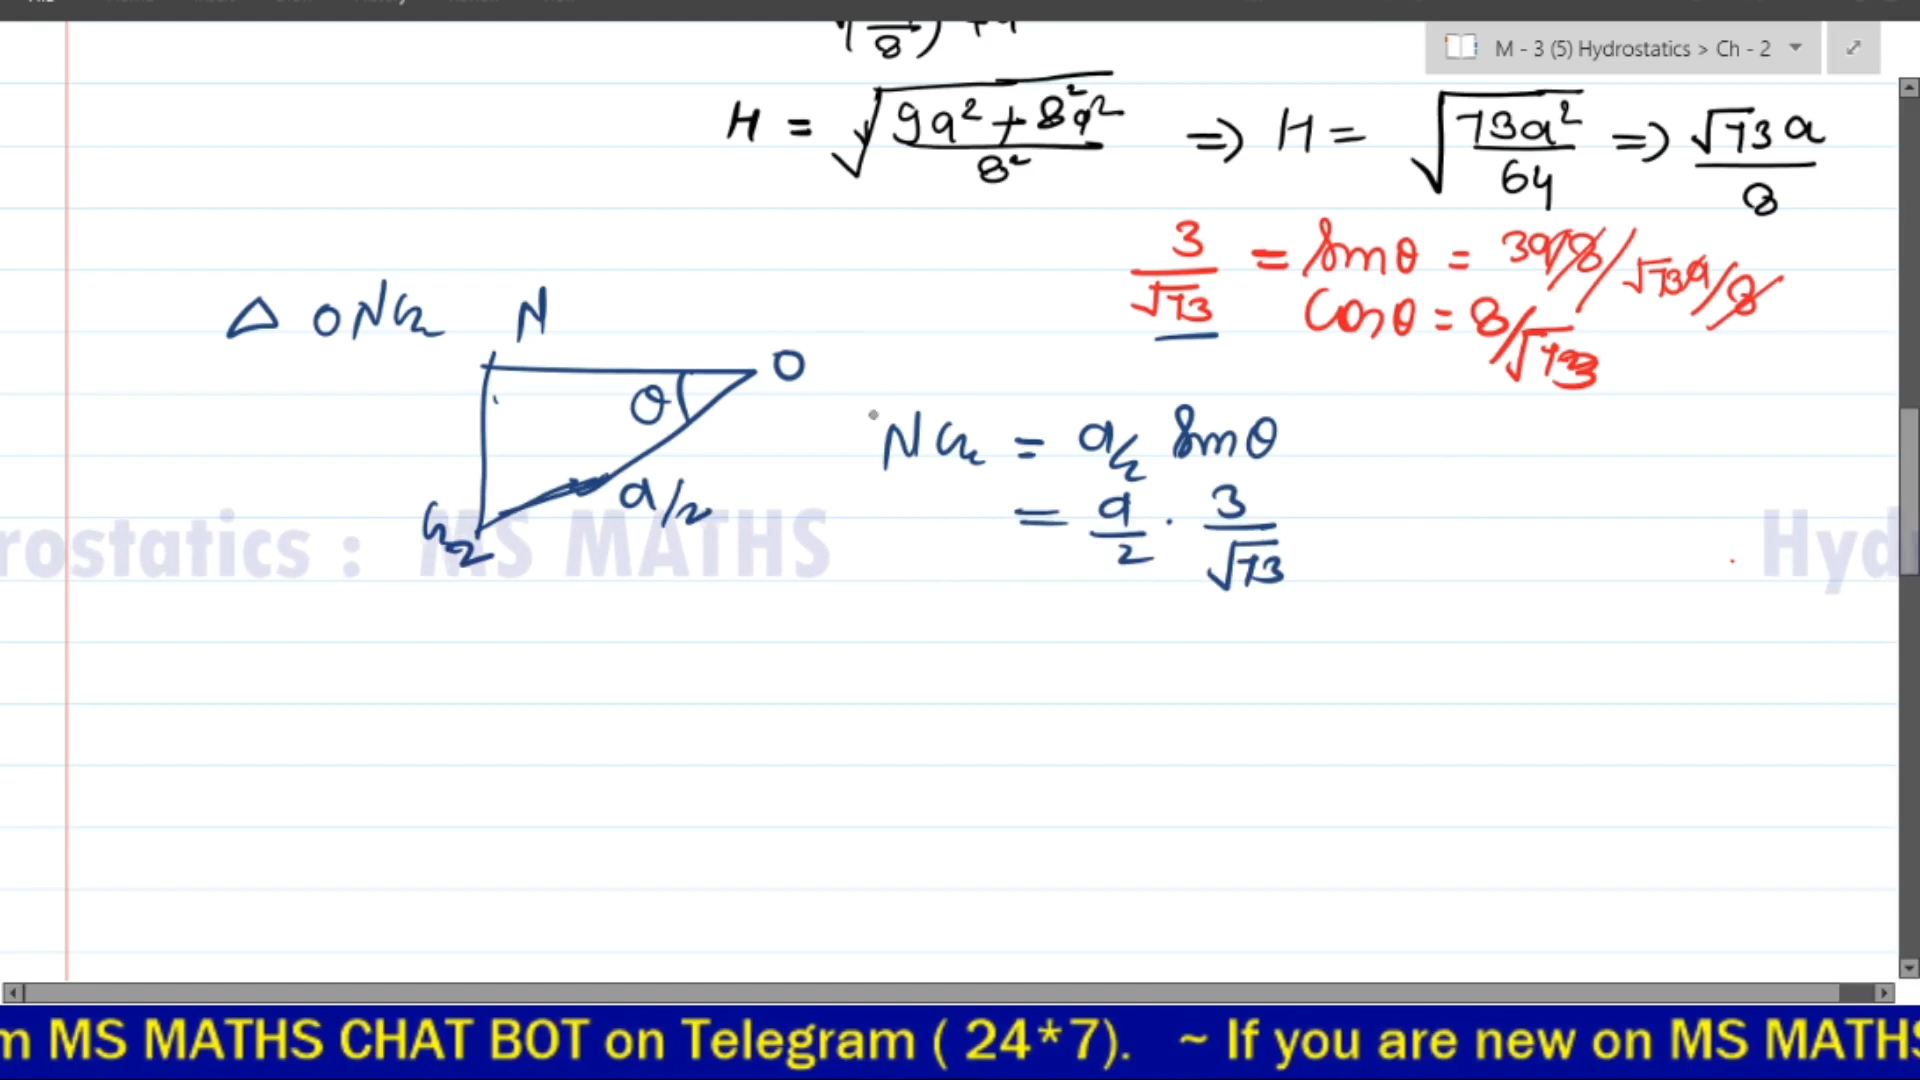 M - 3 (5) Hydrostatics > Ch - 2
H = √(9a² + 8²a² / 8²) ⇒ H = √(73a² / 64) ⇒ √73 a / 8
3/√73 = sinθ = 3a/8 / √73a/8
cosθ = 8/√73
△ ONG₂ N
O
θ
a/2
G₂
NG₂ = a/2 sinθ
= a/2 · 3/√73
rostatics : MS MATHS Hyd
m MS MATHS CHAT BOT on Telegram ( 24*7). ~ If you are new on MS MATHS